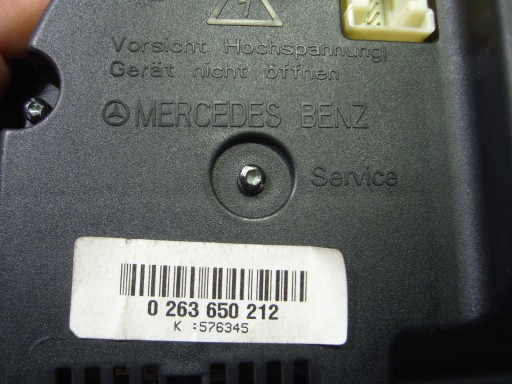 Vorsicht Hochspannung!
Gerät nicht öffnen
MERCEDES BENZ
Service
0 263 650 212
K :576345